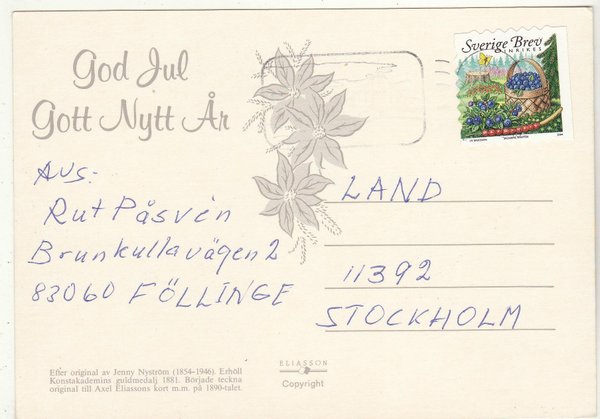 God Jul
Gott Nytt År
Sverige Brev
INRIKES
Avs:
Rut Påsvén
Brunkullavägen 2
83060 FÖLLINGE
LAND
11392
STOCKHOLM
Efter original av Jenny Nyström (1854-1946). Erhöll
Konstakademins guldmedalj 1881. Började teckna
original till Axel Eliassons kort m.m. på 1890-talet.
ELIASSON
Copyright